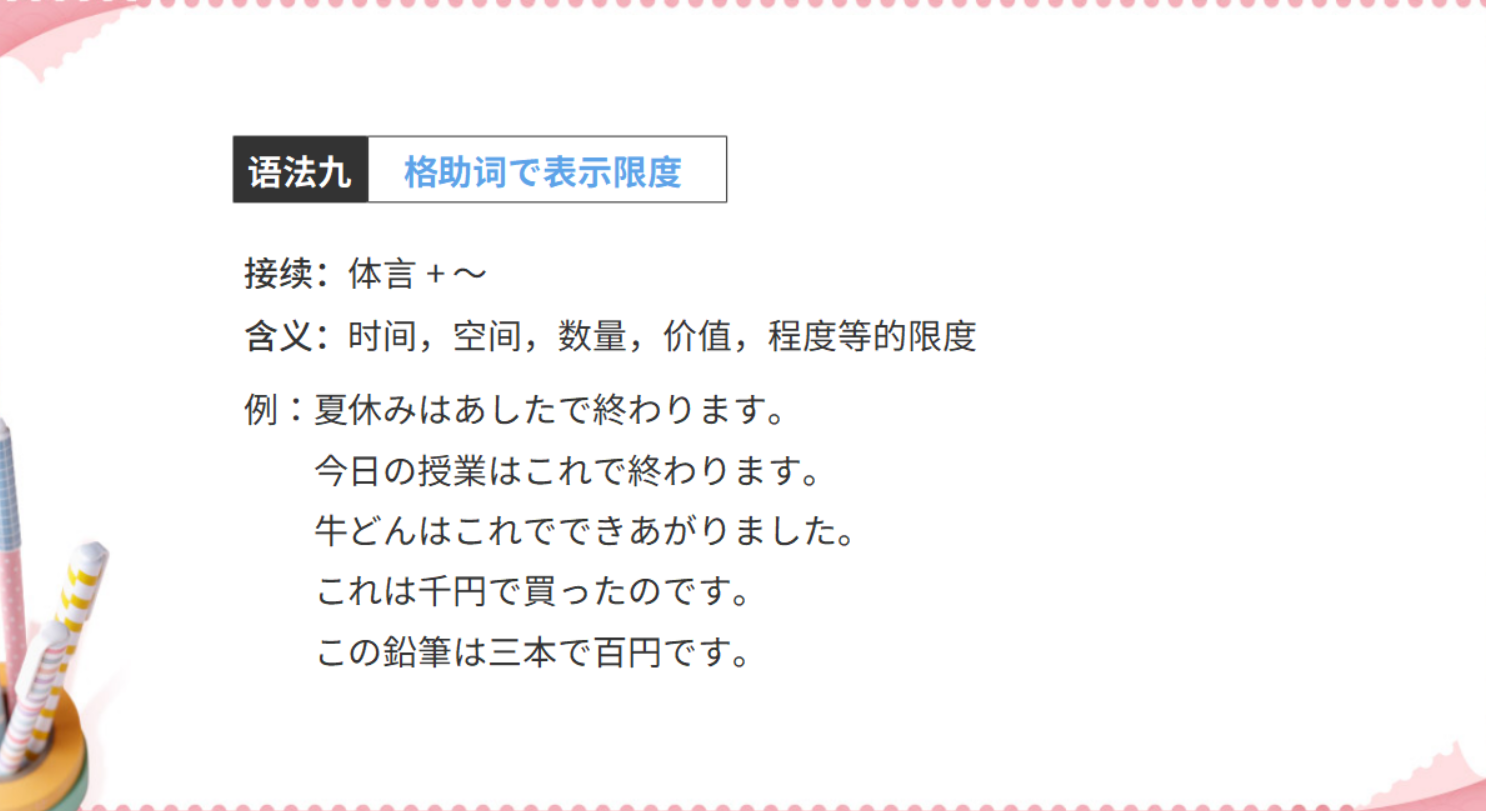 语法九 格助词で表示限度
接续：体言 + ～
含义：时间，空间，数量，价值，程度等的限度
例：夏休みはあしたで終わります。
今日の授業はこれで終わります。
牛どんはこれでできあがりました。
これは千円で買ったのです。
この鉛筆は三本で百円です。